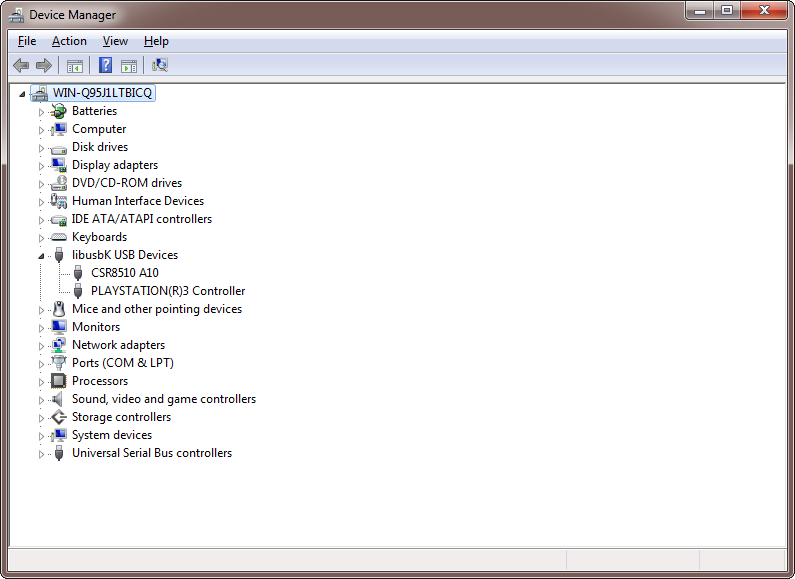 Device Manager
File Action View Help
WIN-Q95J1LTBICQ
Batteries
Computer
Disk drives
Display adapters
DVD/CD-ROM drives
Human Interface Devices
IDE ATA/ATAPI controllers
Keyboards
libusbK USB Devices
CSR8510 A10
PLAYSTATION(R)3 Controller
Mice and other pointing devices
Monitors
Network adapters
Ports (COM & LPT)
Processors
Sound, video and game controllers
Storage controllers
System devices
Universal Serial Bus controllers